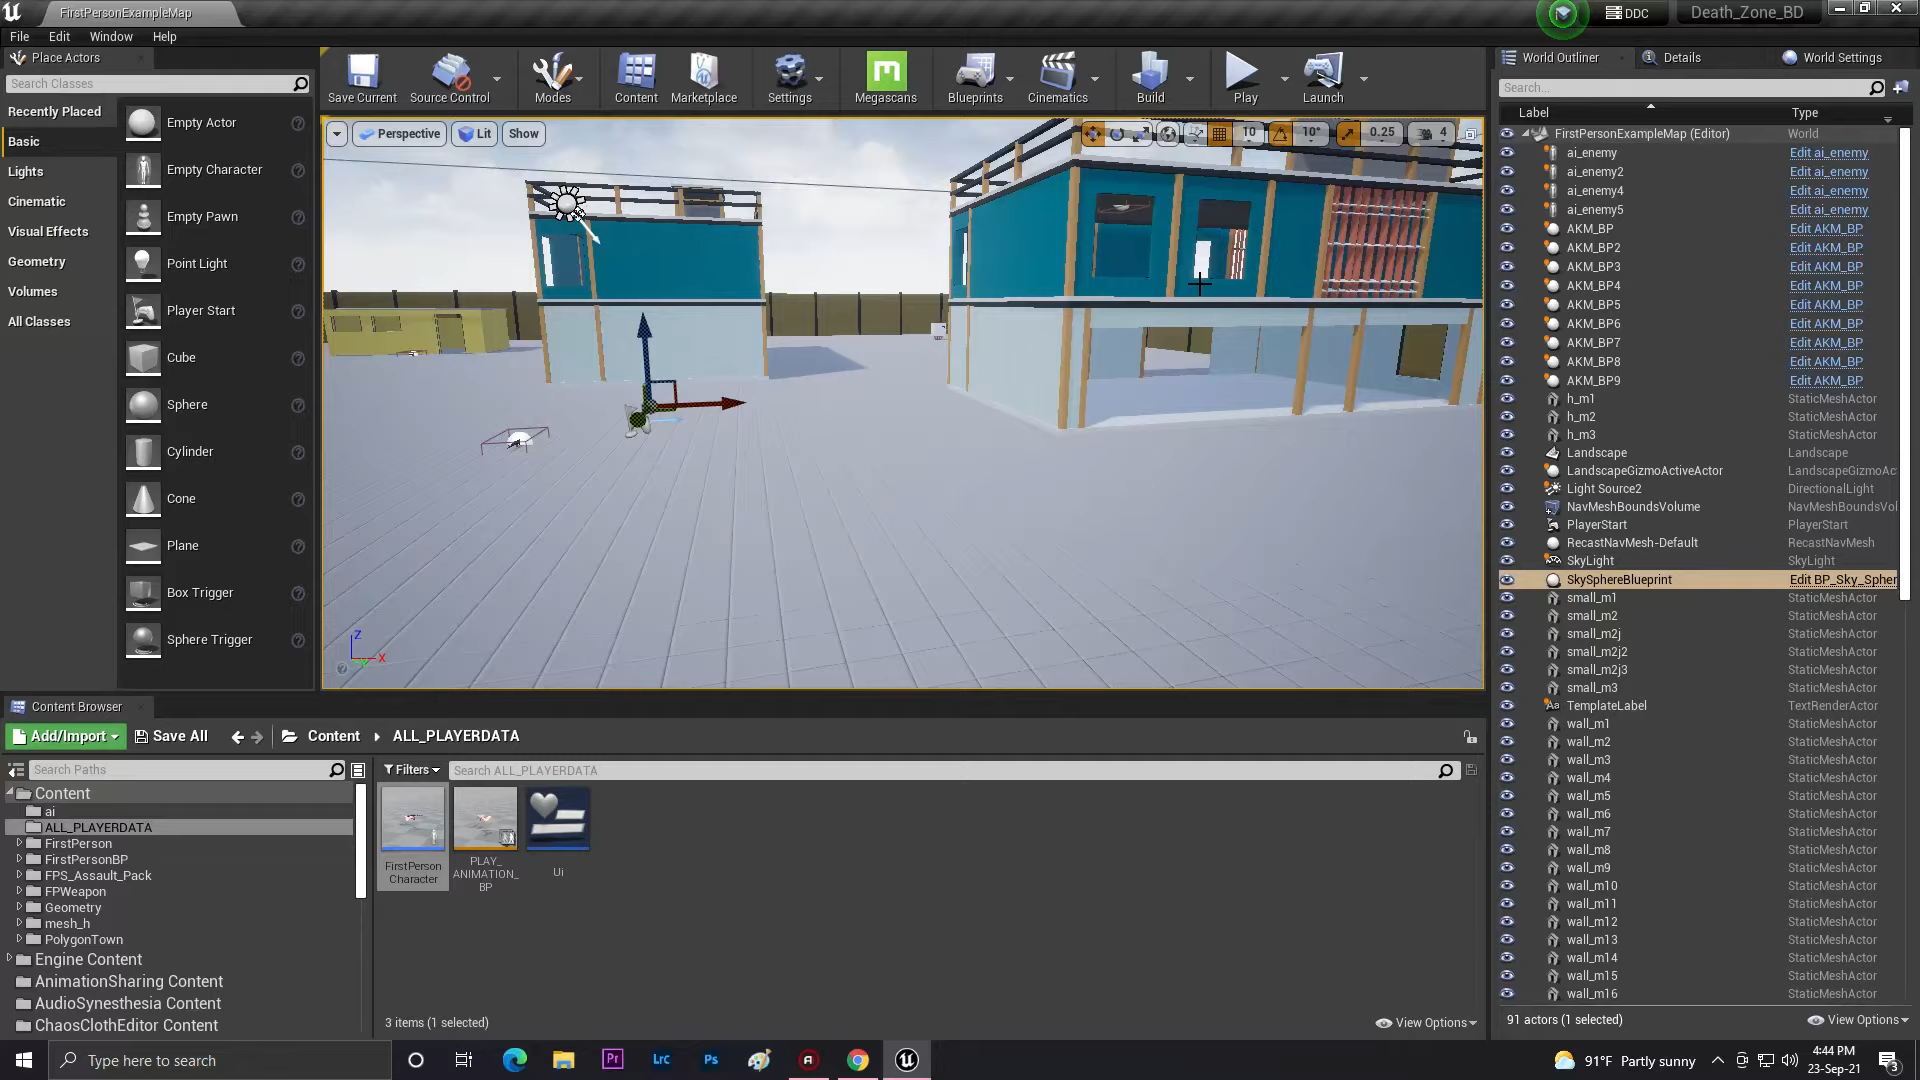 FirstPersonExampleMap
DDC
Death_Zone_BD
File Edit Window Help
Place Actors
Search Classes
Recently Placed
Basic
Lights
Cinematic
Visual Effects
Geometry
Volumes
All Classes
Empty Actor
Empty Character
Empty Pawn
Point Light
Player Start
Cube
Sphere
Cylinder
Cone
Plane
Box Trigger
Sphere Trigger
Save Current
Source Control
Modes
Content
Marketplace
Settings
Megascans
Blueprints
Cinematics
Build
Play
Launch
Perspective
Lit
Show
10
10°
0.25
4
Z
X
World Outliner
Details
World Settings
Search...
Label Type
FirstPersonExampleMap (Editor) World
ai_enemy Edit ai_enemy
ai_enemy2 Edit ai_enemy
ai_enemy4 Edit ai_enemy
ai_enemy5 Edit ai_enemy
AKM_BP Edit AKM_BP
AKM_BP2 Edit AKM_BP
AKM_BP3 Edit AKM_BP
AKM_BP4 Edit AKM_BP
AKM_BP5 Edit AKM_BP
AKM_BP6 Edit AKM_BP
AKM_BP7 Edit AKM_BP
AKM_BP8 Edit AKM_BP
AKM_BP9 Edit AKM_BP
h_m1 StaticMeshActor
h_m2 StaticMeshActor
h_m3 StaticMeshActor
Landscape Landscape
LandscapeGizmoActiveActor LandscapeGizmoAc
Light Source2 DirectionalLight
NavMeshBoundsVolume NavMeshBoundsVol
PlayerStart PlayerStart
RecastNavMesh-Default RecastNavMesh
SkyLight SkyLight
SkySphereBlueprint Edit BP_Sky_Spher
small_m1 StaticMeshActor
small_m2 StaticMeshActor
small_m2j StaticMeshActor
small_m2j2 StaticMeshActor
small_m2j3 StaticMeshActor
small_m3 StaticMeshActor
TemplateLabel TextRenderActor
wall_m1 StaticMeshActor
wall_m2 StaticMeshActor
wall_m3 StaticMeshActor
wall_m4 StaticMeshActor
wall_m5 StaticMeshActor
wall_m6 StaticMeshActor
wall_m7 StaticMeshActor
wall_m8 StaticMeshActor
wall_m9 StaticMeshActor
wall_m10 StaticMeshActor
wall_m11 StaticMeshActor
wall_m12 StaticMeshActor
wall_m13 StaticMeshActor
wall_m14 StaticMeshActor
wall_m15 StaticMeshActor
wall_m16 StaticMeshActor
91 actors (1 selected)
View Options
Content Browser
Add/Import
Save All
Content
ALL_PLAYERDATA
Search Paths
Filters
Search ALL_PLAYERDATA
Content
ai
ALL_PLAYERDATA
FirstPerson
FirstPersonBP
FPS_Assault_Pack
FPWeapon
Geometry
mesh_h
PolygonTown
Engine Content
AnimationSharing Content
AudioSynesthesia Content
ChaosClothEditor Content
FirstPerson
Character
PLAY_
ANIMATION_
BP
Ui
3 items (1 selected)
View Options
Type here to search
Pr
Lrc
Ps
91°F Partly sunny
4:44 PM
23-Sep-21
3